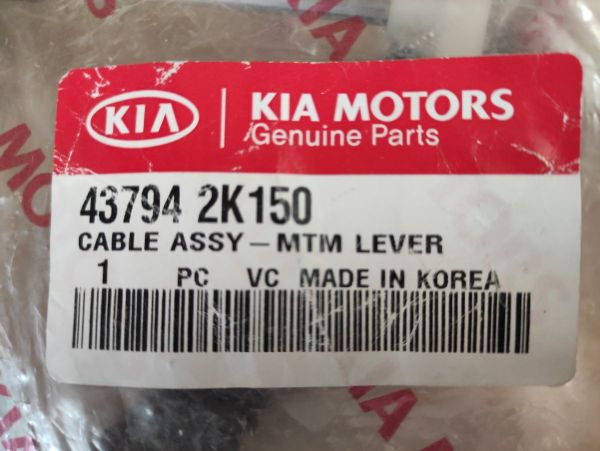 KIA
KIA MOTORS
Genuine Parts
43794 2K150
CABLE ASSY – MTM LEVER
1 PC VC MADE IN KOREA